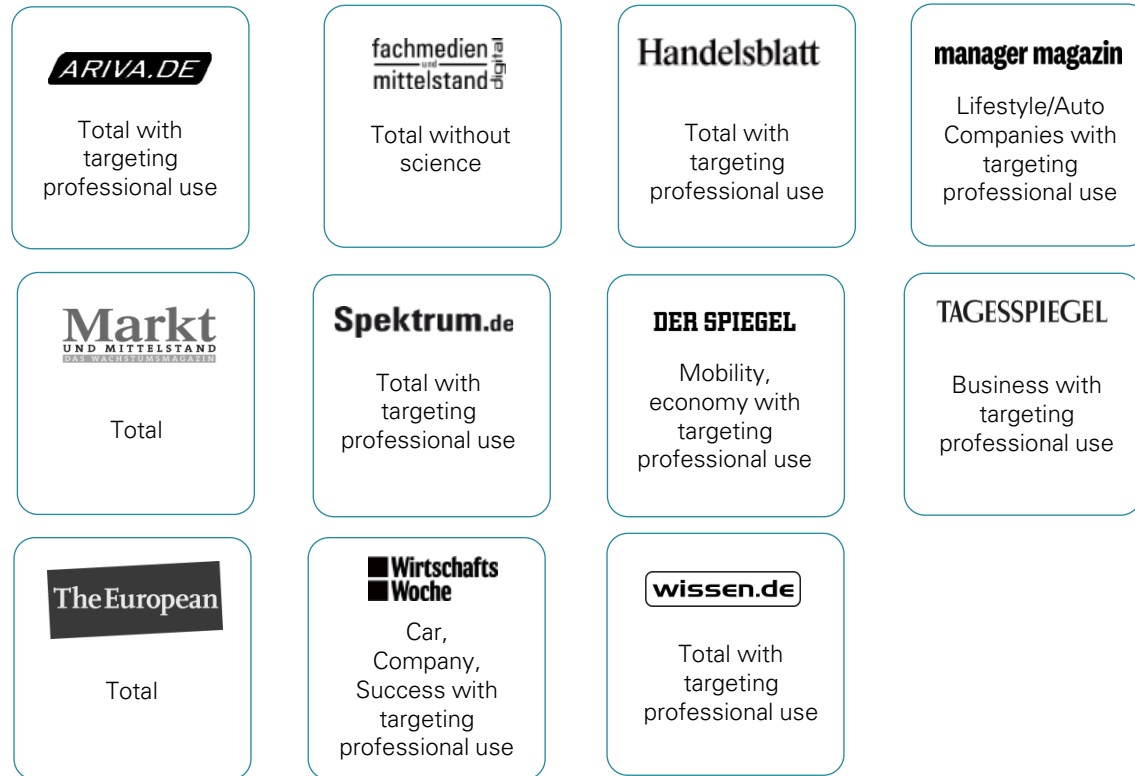 ARIVA.DE
Total with
targeting
professional use
fachmedien
und
mittelstand
digital
Total without
science
Handelsblatt
Total with
targeting
professional use
manager magazin
Lifestyle/Auto
Companies with
targeting
professional use
Markt
UND MITTELSTAND
DAS WACHSTUMSMAGAZIN
Total
Spektrum.de
Total with
targeting
professional use
DER SPIEGEL
Mobility,
economy with
targeting
professional use
TAGESSPIEGEL
Business with
targeting
professional use
The European
Total
Wirtschafts
Woche
Car,
Company,
Success with
targeting
professional use
wissen.de
Total with
targeting
professional use